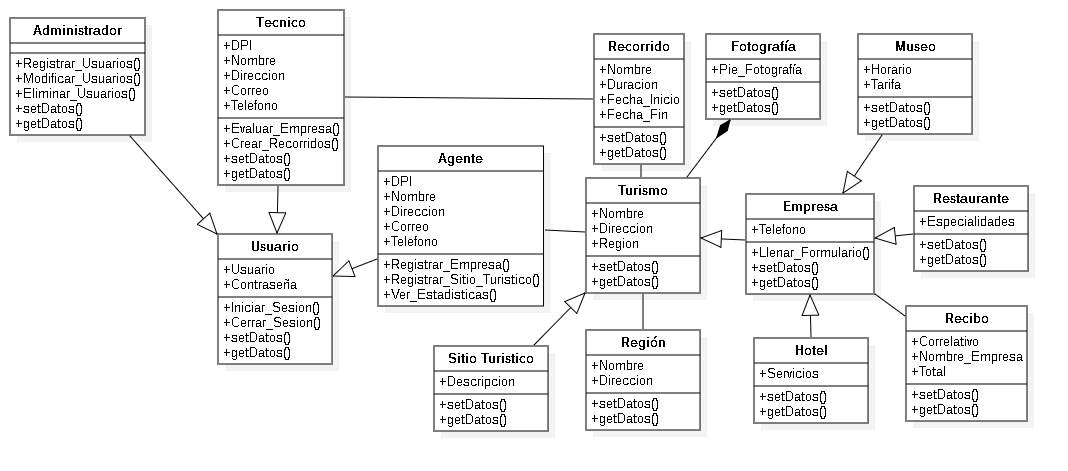 Administrador
+Registrar_Usuarios()
+Modificar_Usuarios()
+Eliminar_Usuarios()
+setDatos()
+getDatos()
Tecnico
+DPI
+Nombre
+Direccion
+Correo
+Telefono
+Evaluar_Empresa()
+Crear_Recorridos()
+setDatos()
+getDatos()
Recorrido
+Nombre
+Duracion
+Fecha_Inicio
+Fecha_Fin
+setDatos()
+getDatos()
Fotografía
+Pie_Fotografía
+setDatos()
+getDatos()
Museo
+Horario
+Tarifa
+setDatos()
+getDatos()
Agente
+DPI
+Nombre
+Direccion
+Correo
+Telefono
+Registrar_Empresa()
+Registrar_Sitio_Turistico()
+Ver_Estadisticas()
Turismo
+Nombre
+Direccion
+Region
+setDatos()
+getDatos()
Empresa
+Telefono
+Llenar_Formulario()
+setDatos()
+getDatos()
Restaurante
+Especialidades
+setDatos()
+getDatos()
Usuario
+Usuario
+Contraseña
+Iniciar_Sesion()
+Cerrar_Sesion()
+setDatos()
+getDatos()
Sitio Turistico
+Descripcion
+setDatos()
+getDatos()
Región
+Nombre
+Direccion
+setDatos()
+getDatos()
Hotel
+Servicios
+setDatos()
+getDatos()
Recibo
+Correlativo
+Nombre_Empresa
+Total
+setDatos()
+getDatos()